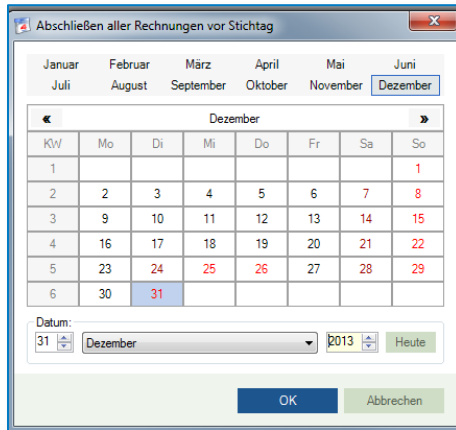 Abschließen aller Rechnungen vor Stichtag
Januar Februar März April Mai Juni
Juli August September Oktober November Dezember
« Dezember »
KW Mo Di Mi Do Fr Sa So
1 1
2 2 3 4 5 6 7 8
3 9 10 11 12 13 14 15
4 16 17 18 19 20 21 22
5 23 24 25 26 27 28 29
6 30 31
Datum:
31 Dezember 2013 Heute
OK Abbrechen